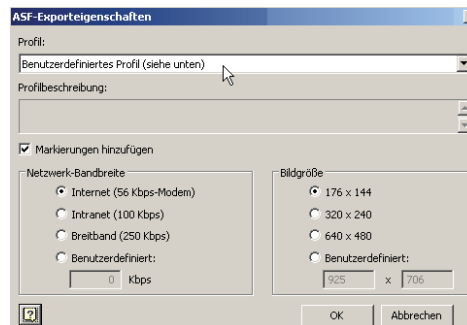 ASF-Exporteigenschaften
Profil:
Benutzerdefiniertes Profil (siehe unten)
Profilbeschreibung:
Markierungen hinzufügen
Netzwerk-Bandbreite
Internet (56 Kbps-Modem)
Intranet (100 Kbps)
Breitband (250 Kbps)
Benutzerdefiniert:
0 Kbps
Bildgröße
176 x 144
320 x 240
640 x 480
Benutzerdefiniert:
925 x 706
OK Abbrechen